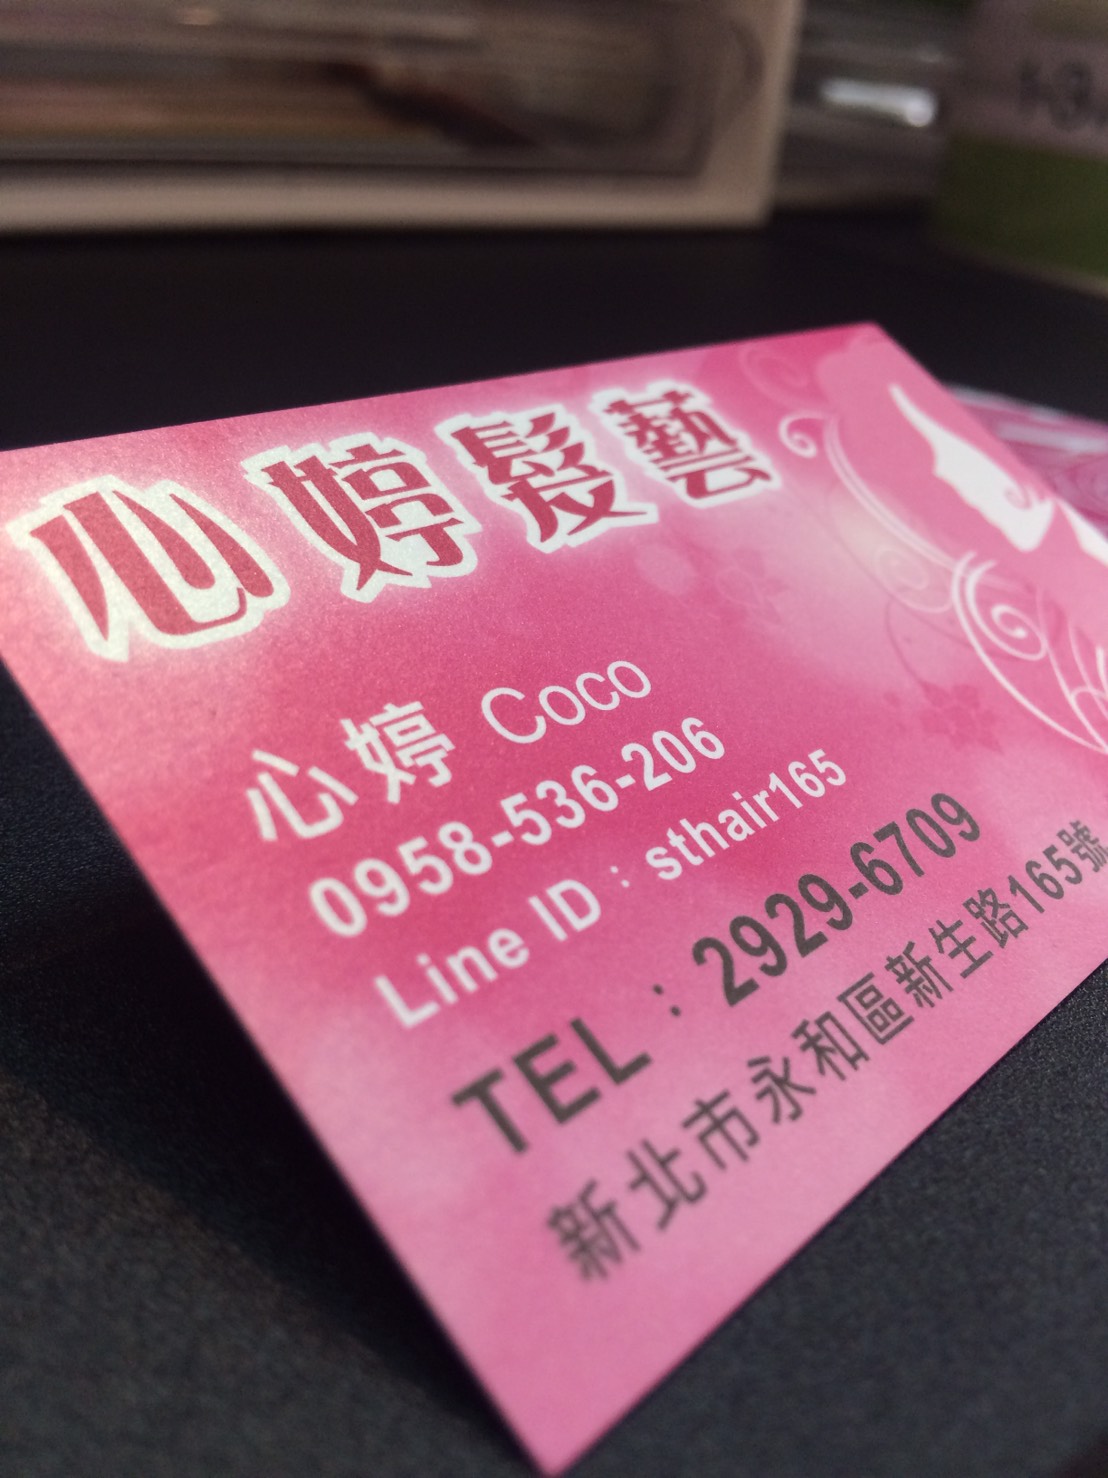 心婷髮藝
心婷 Coco
0958-536-206
Line ID：sthair165
TEL：2929-6709
新北市永和區新生路165號